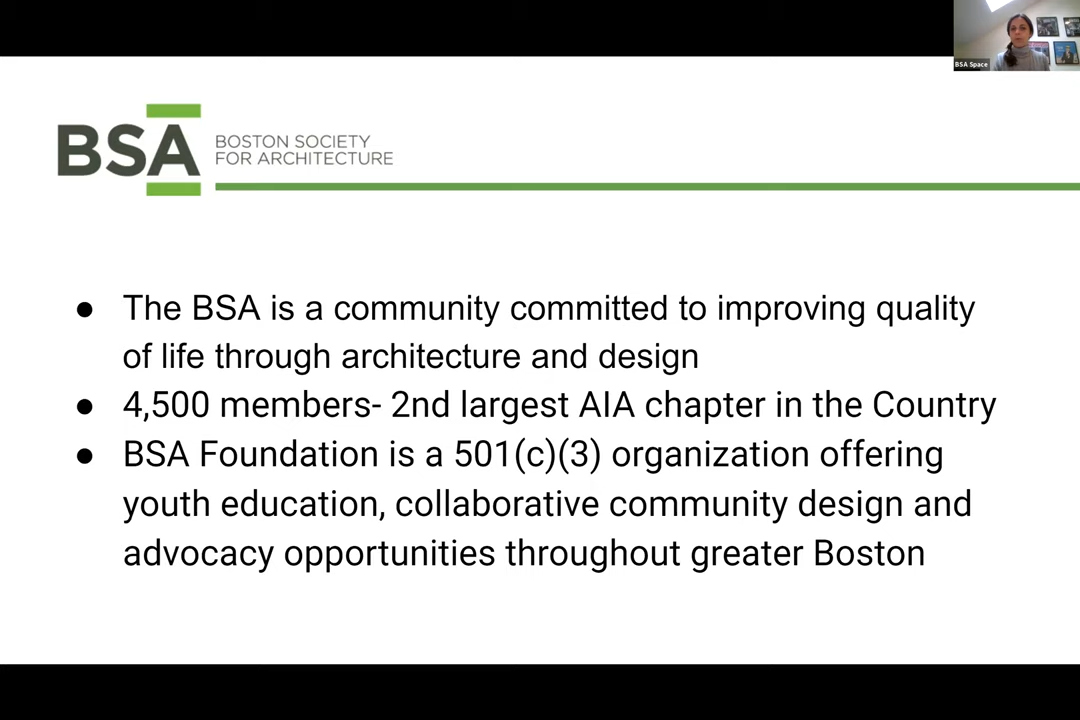 BSA Space
BSA
BOSTON SOCIETY
FOR ARCHITECTURE
● The BSA is a community committed to improving quality
of life through architecture and design
● 4,500 members- 2nd largest AIA chapter in the Country
● BSA Foundation is a 501(c)(3) organization offering
youth education, collaborative community design and
advocacy opportunities throughout greater Boston